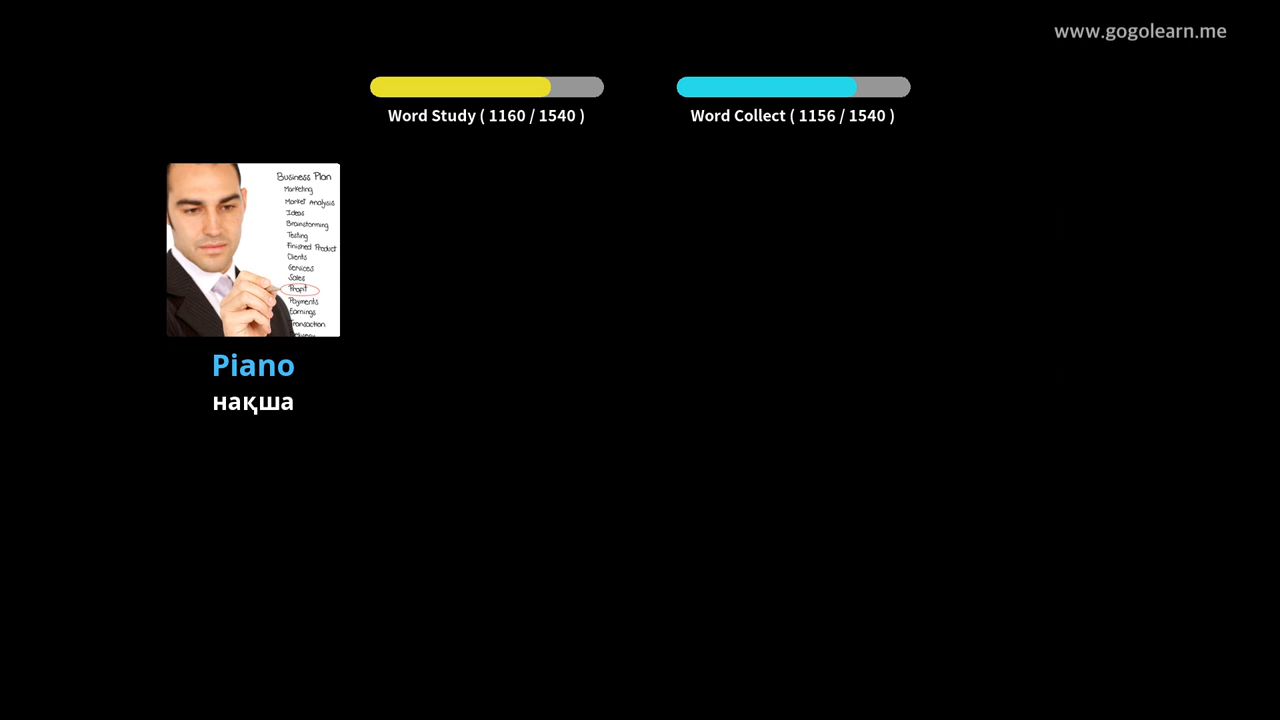 www.gogolearn.me
Word Study ( 1160 / 1540 )
Word Collect ( 1156 / 1540 )
Business Plan
Marketing
Market Analysis
Ideas
Brainstorming
Testing
Finished Product
Clients
Services
Sales
Profit
Payments
Earnings
Transaction
Delivery
Piano
нақша